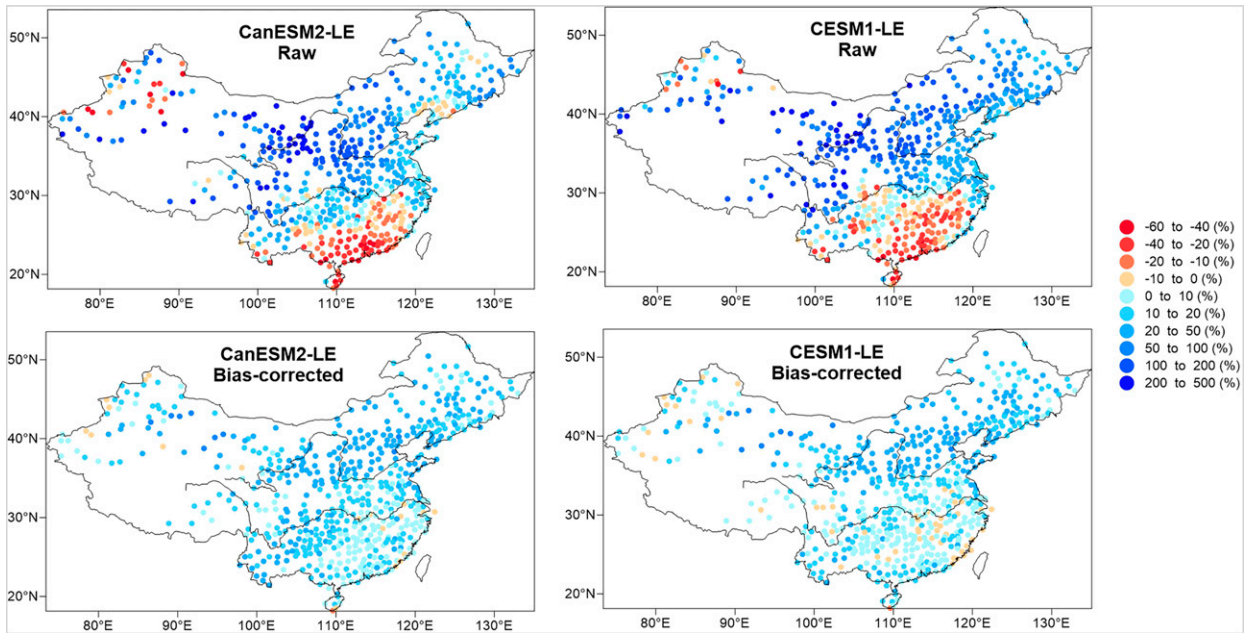 CanESM2-LE
Raw
50°N
40°N
30°N
20°N
80°E 90°E 100°E 110°E 120°E 130°E
CESM1-LE
Raw
50°N
40°N
30°N
20°N
80°E 90°E 100°E 110°E 120°E 130°E
CanESM2-LE
Bias-corrected
50°N
40°N
30°N
20°N
80°E 90°E 100°E 110°E 120°E 130°E
CESM1-LE
Bias-corrected
50°N
40°N
30°N
20°N
80°E 90°E 100°E 110°E 120°E 130°E
-60 to -40 (%)
-40 to -20 (%)
-20 to -10 (%)
-10 to 0 (%)
0 to 10 (%)
10 to 20 (%)
20 to 50 (%)
50 to 100 (%)
100 to 200 (%)
200 to 500 (%)